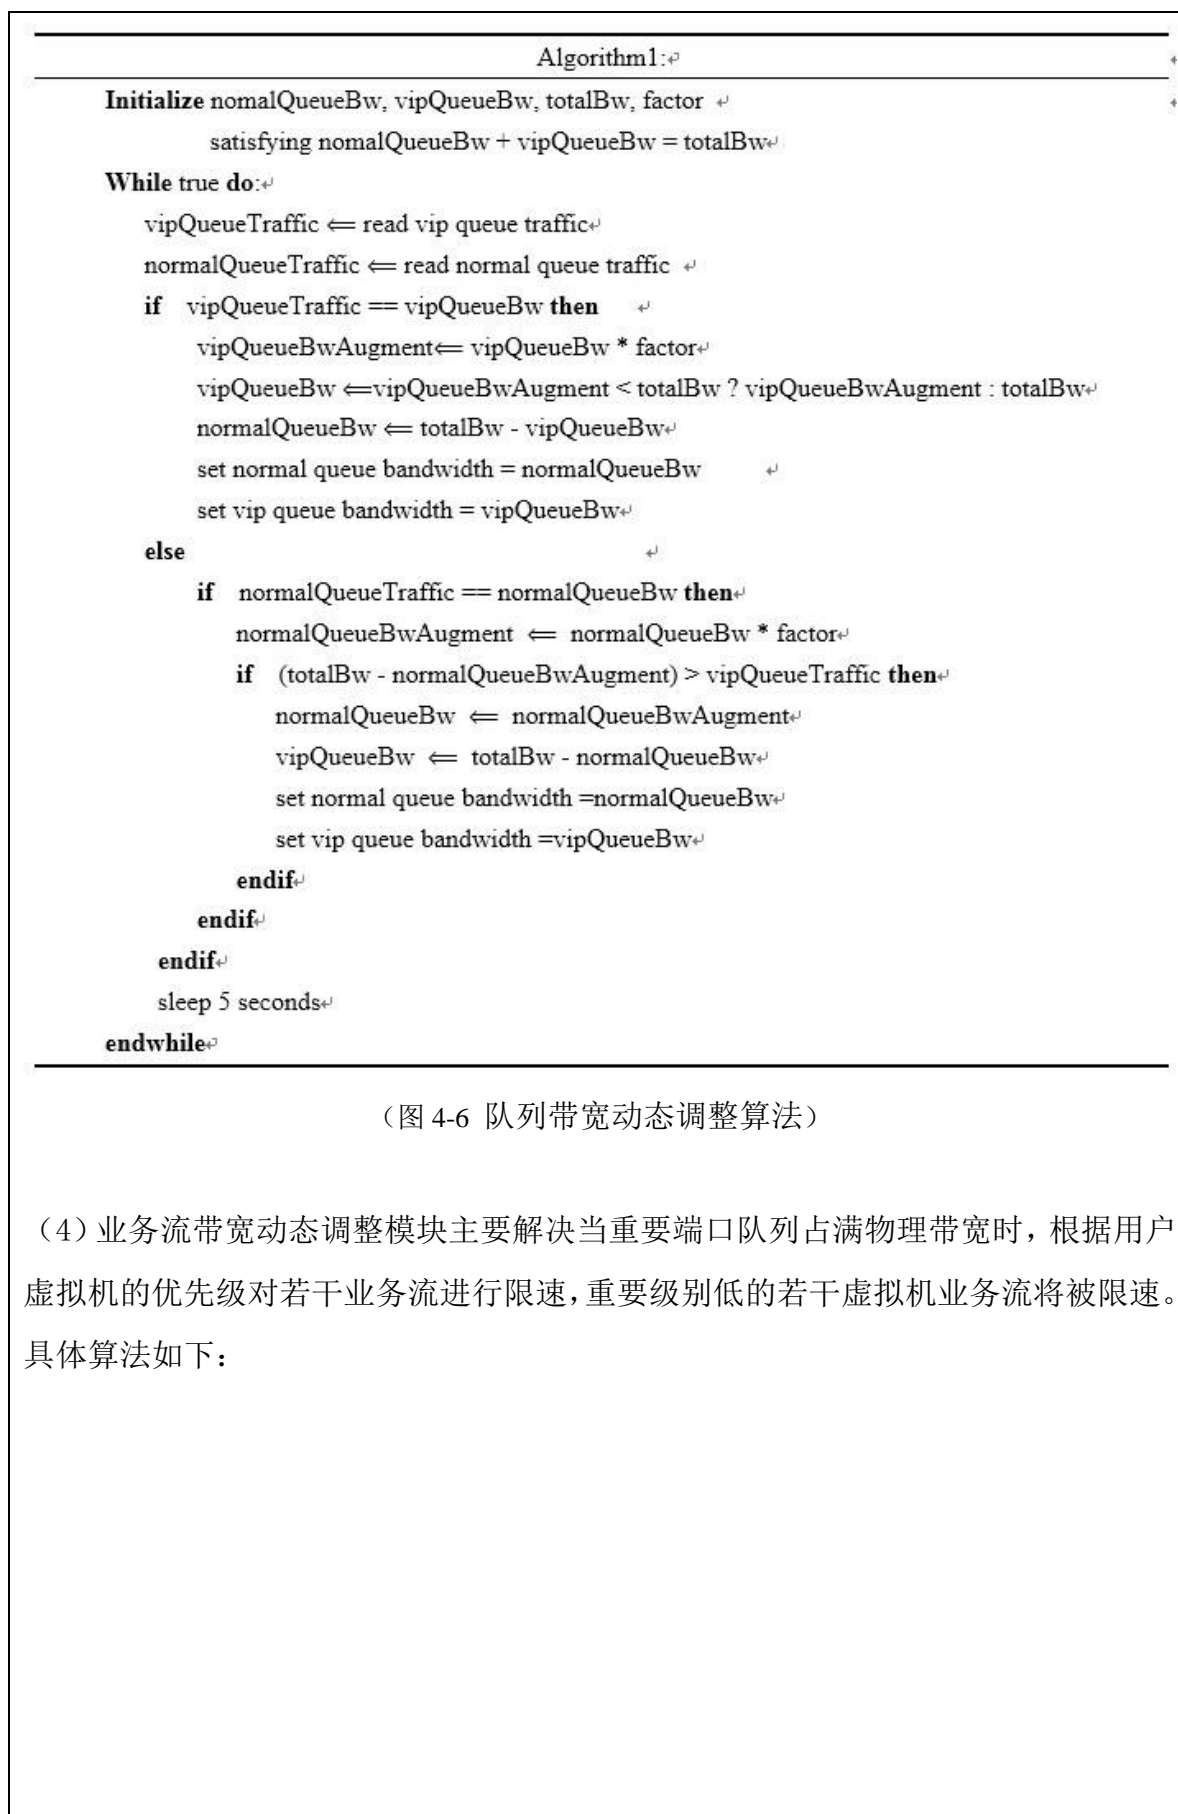 Algorithm1:
Initialize nomalQueueBw, vipQueueBw, totalBw, factor
satisfying nomalQueueBw + vipQueueBw = totalBw
While true do:
vipQueueTraffic ⇐ read vip queue traffic
normalQueueTraffic ⇐ read normal queue traffic
if vipQueueTraffic == vipQueueBw then
vipQueueBwAugment⇐ vipQueueBw * factor
vipQueueBw ⇐vipQueueBwAugment < totalBw ? vipQueueBwAugment : totalBw
normalQueueBw ⇐ totalBw - vipQueueBw
set normal queue bandwidth = normalQueueBw
set vip queue bandwidth = vipQueueBw
else
if normalQueueTraffic == normalQueueBw then
normalQueueBwAugment ⇐ normalQueueBw * factor
if (totalBw - normalQueueBwAugment) > vipQueueTraffic then
normalQueueBw ⇐ normalQueueBwAugment
vipQueueBw ⇐ totalBw - normalQueueBw
set normal queue bandwidth =normalQueueBw
set vip queue bandwidth =vipQueueBw
endif
endif
endif
sleep 5 seconds
endwhile
（图 4-6 队列带宽动态调整算法）
（4）业务流带宽动态调整模块主要解决当重要端口队列占满物理带宽时，根据用户
虚拟机的优先级对若干业务流进行限速，重要级别低的若干虚拟机业务流将被限速。
具体算法如下：